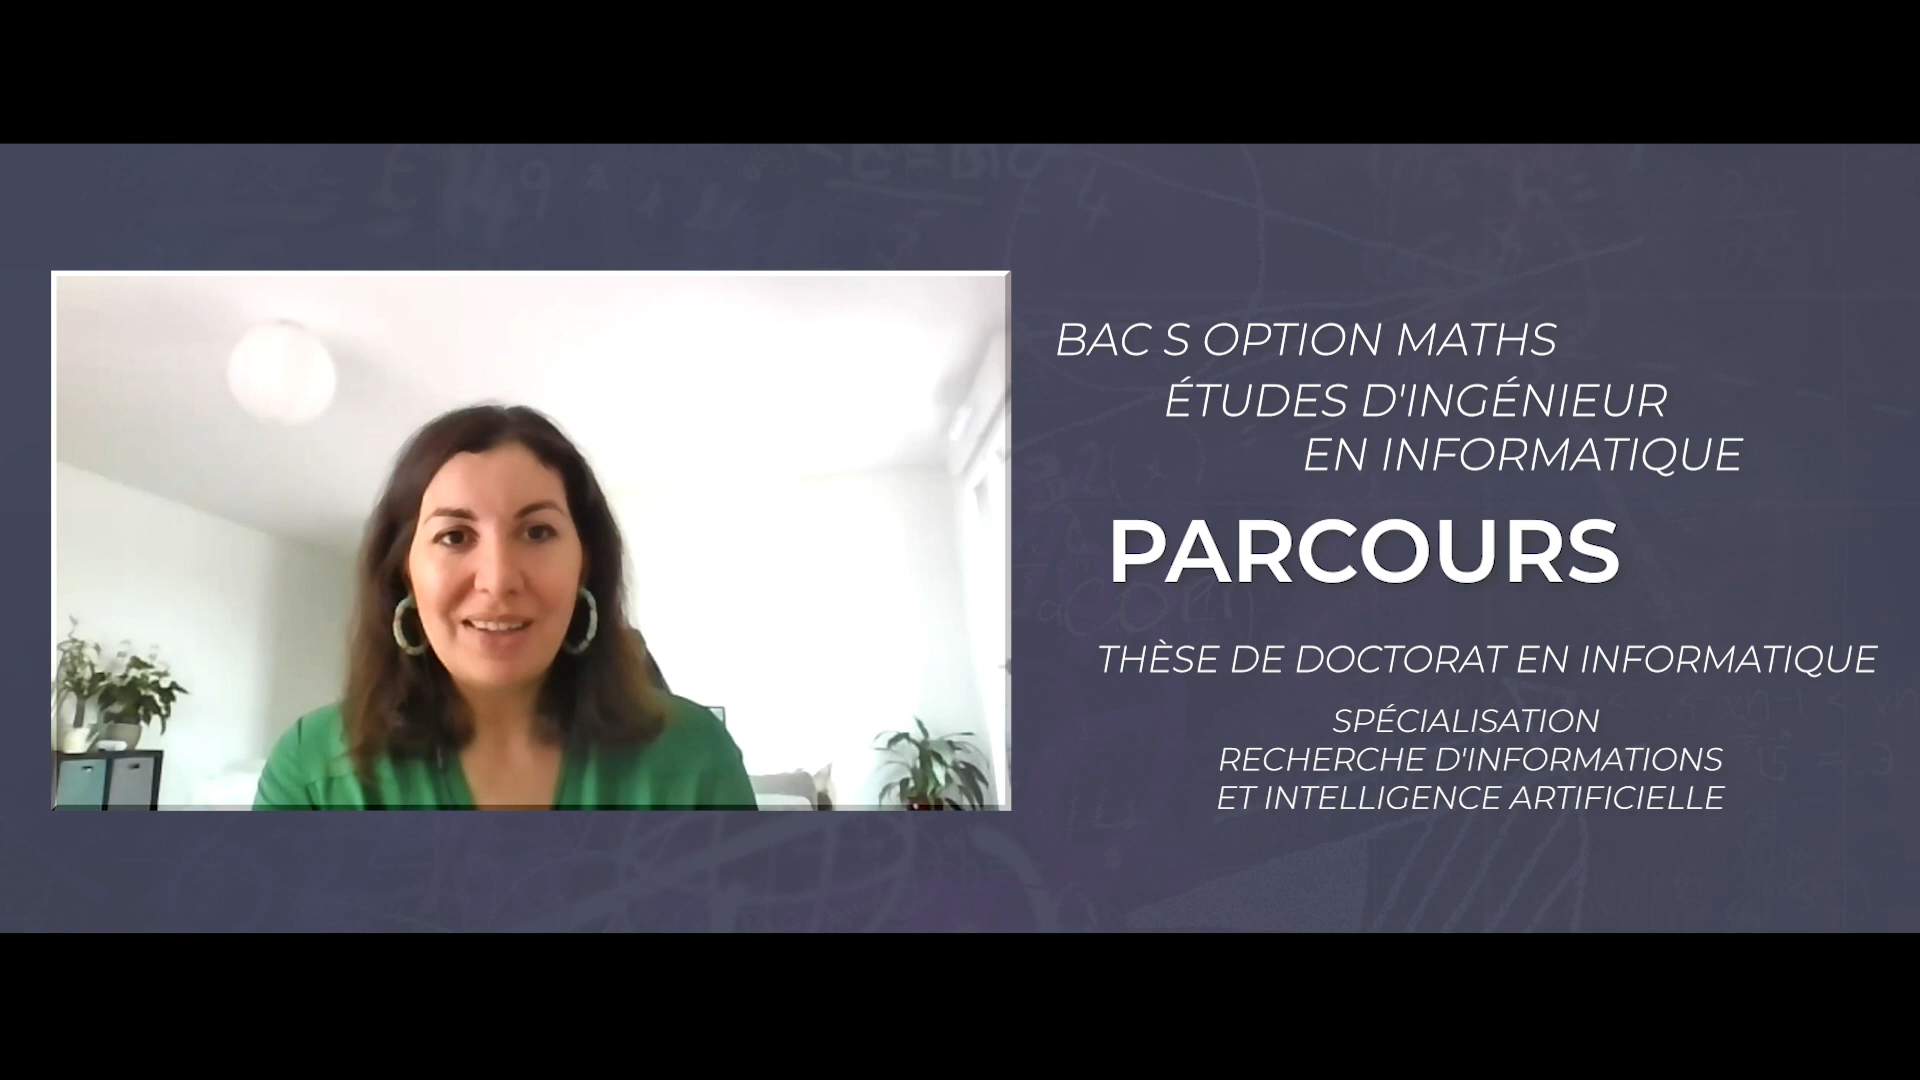 BAC S OPTION MATHS
ÉTUDES D'INGÉNIEUR
EN INFORMATIQUE
PARCOURS
THÈSE DE DOCTORAT EN INFORMATIQUE
SPÉCIALISATION
RECHERCHE D'INFORMATIONS
ET INTELLIGENCE ARTIFICIELLE